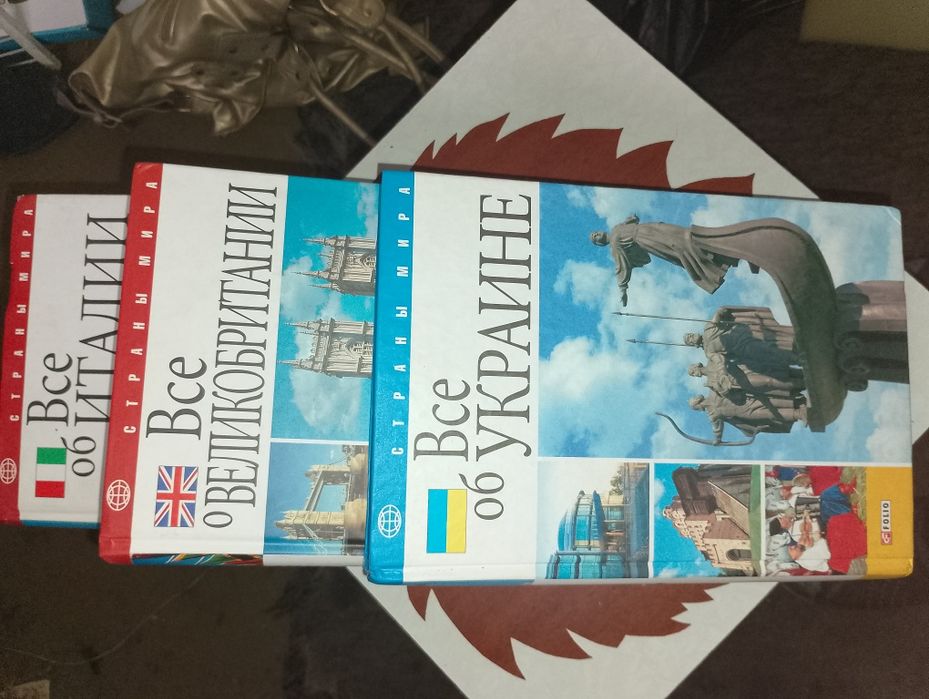 СТРАНЫ МИРА
Все
об ИТАЛИИ
СТРАНЫ МИРА
Все
о ВЕЛИКОБРИТАНИИ
СТРАНЫ МИРА
Все
об УКРАИНЕ
FOLIO